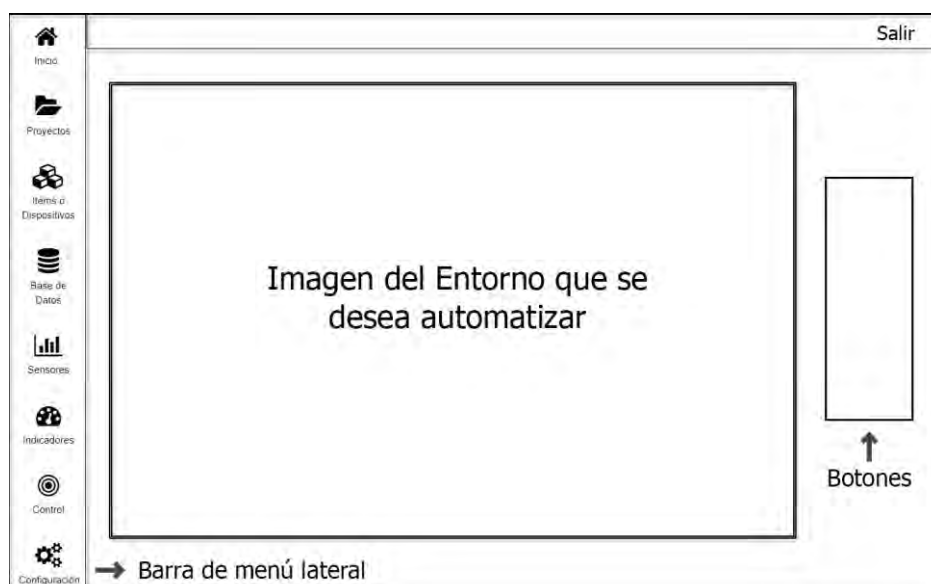 Salir
Inicio
Proyectos
Items o
Dispositivos
Base de
Datos
Sensores
Indicadores
Control
Configuración
Imagen del Entorno que se
desea automatizar
Botones
Barra de menú lateral